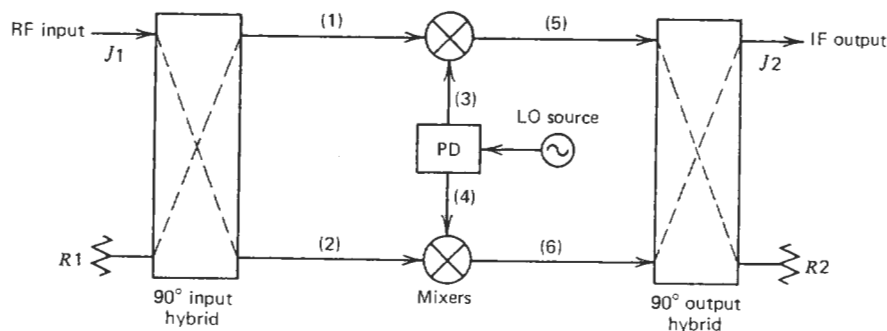 RF input
J1
(1)
(5)
IF output
J2
(3)
LO source
PD
(4)
R1
(2)
(6)
R2
Mixers
90° input
hybrid
90° output
hybrid